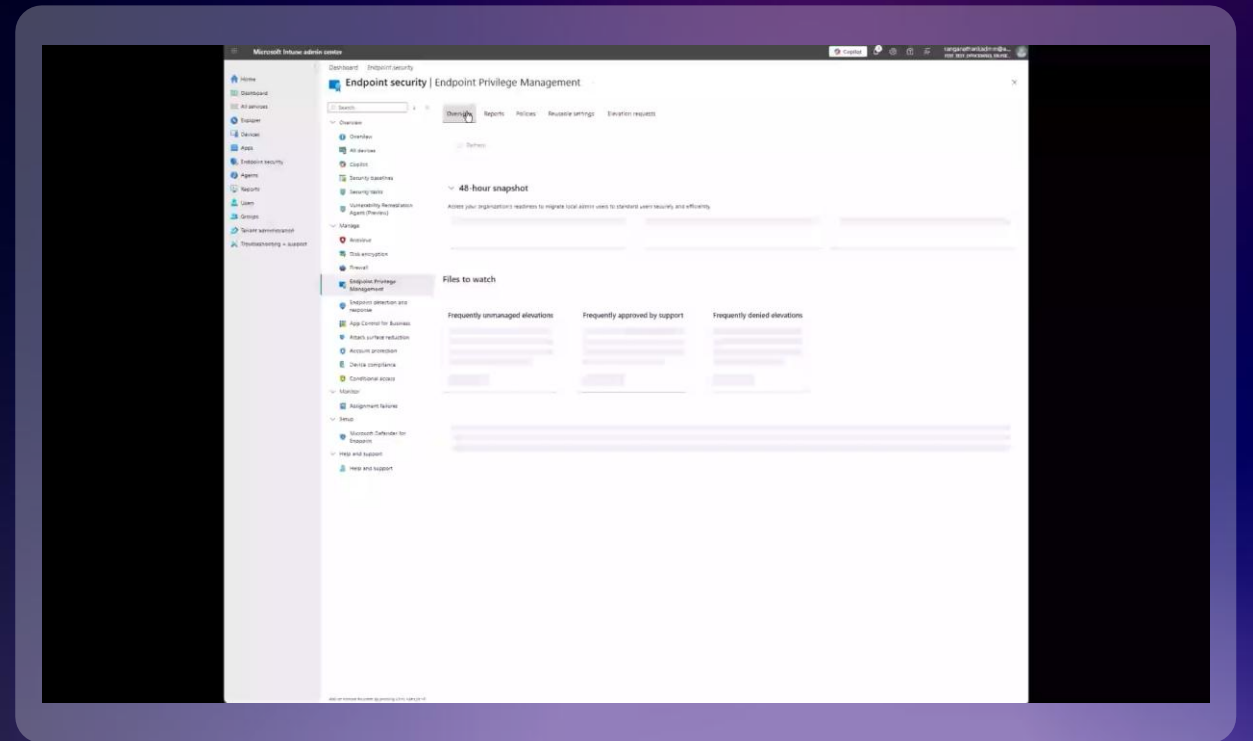 Microsoft Intune admin center
Copilot
Dashboard Endpoint security
Endpoint security | Endpoint Privilege Management
Home
Dashboard
All services
Explorer
Devices
Apps
Endpoint security
Agents
Reports
Users
Groups
Tenant administration
Troubleshooting + support
Search
Overview
Overview
All devices
Copilot
Security baselines
Security tasks
Vulnerability Remediation
Agent (Preview)
Manage
Antivirus
Disk encryption
Firewall
Endpoint Privilege
Management
Endpoint detection and
response
App Control for Business
Attack surface reduction
Account protection
Device compliance
Conditional access
Monitor
Assignment failures
Setup
Microsoft Defender for
Endpoint
Help and support
Help and support
Overview Reports Policies Reusable settings Elevation requests
Refresh
48-hour snapshot
Assess your organization's readiness to migrate local admin users to standard users securely and efficiently.
Files to watch
Frequently unmanaged elevations Frequently approved by support Frequently denied elevations